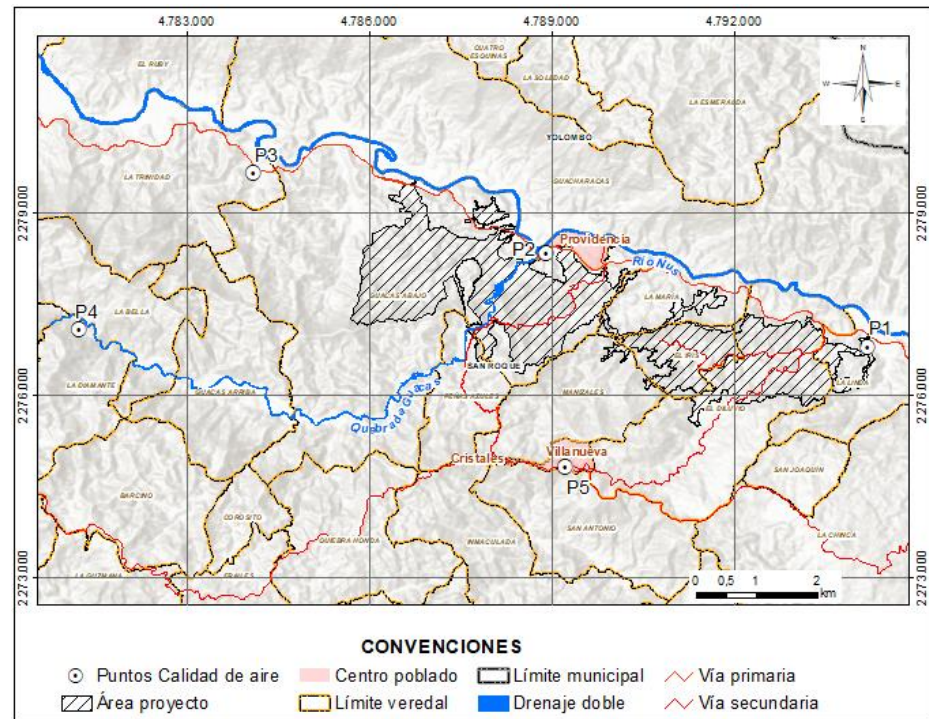 4.783.000 4.786.000 4.789.000 4.792.000
EL RUBY
CUATRO
ESQUINAS
LA SOLEDAD
LA ESMERALDA
N
W E
S
YOLOMBO
P3
LA TRINIDAD
GUACHARACAS
2.279.000 2.279.000
P2
Providencia
Río Nus
GUACAS ABAJO
LA MARIA
P4
LA BELLA
P1
SAN ROQUE
EL IRIS
LA LINDA
LA DIAMANTE
GUACAS ARRIBA
PEÑAS AZULES
MANIZALES
2.276.000 2.276.000
EL DILUVIO
Quebrada Guacas
Cristales
Villanueva
P5
SAN JOAQUIN
BARCINO
COROSITO
QUEBRA HONDA
INMACULADA
SAN ANTONIO
LA CHINCA
LA GUZMANA
FRAILES
2.273.000 2.273.000
0 0,5 1 2
km
CONVENCIONES
Puntos Calidad de aire Centro poblado Límite municipal Vía primaria
Área proyecto Límite veredal Drenaje doble Vía secundaria